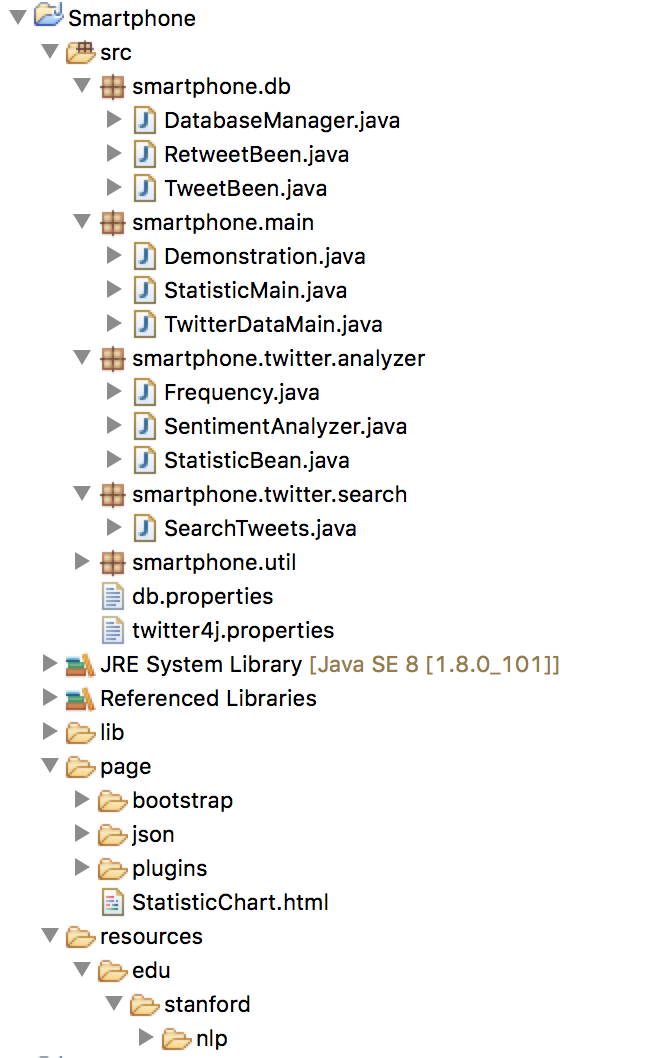 Smartphone
src
smartphone.db
DatabaseManager.java
RetweetBeen.java
TweetBeen.java
smartphone.main
Demonstration.java
StatisticMain.java
TwitterDataMain.java
smartphone.twitter.analyzer
Frequency.java
SentimentAnalyzer.java
StatisticBean.java
smartphone.twitter.search
SearchTweets.java
smartphone.util
db.properties
twitter4j.properties
JRE System Library [Java SE 8 [1.8.0_101]]
Referenced Libraries
lib
page
bootstrap
json
plugins
StatisticChart.html
resources
edu
stanford
nlp